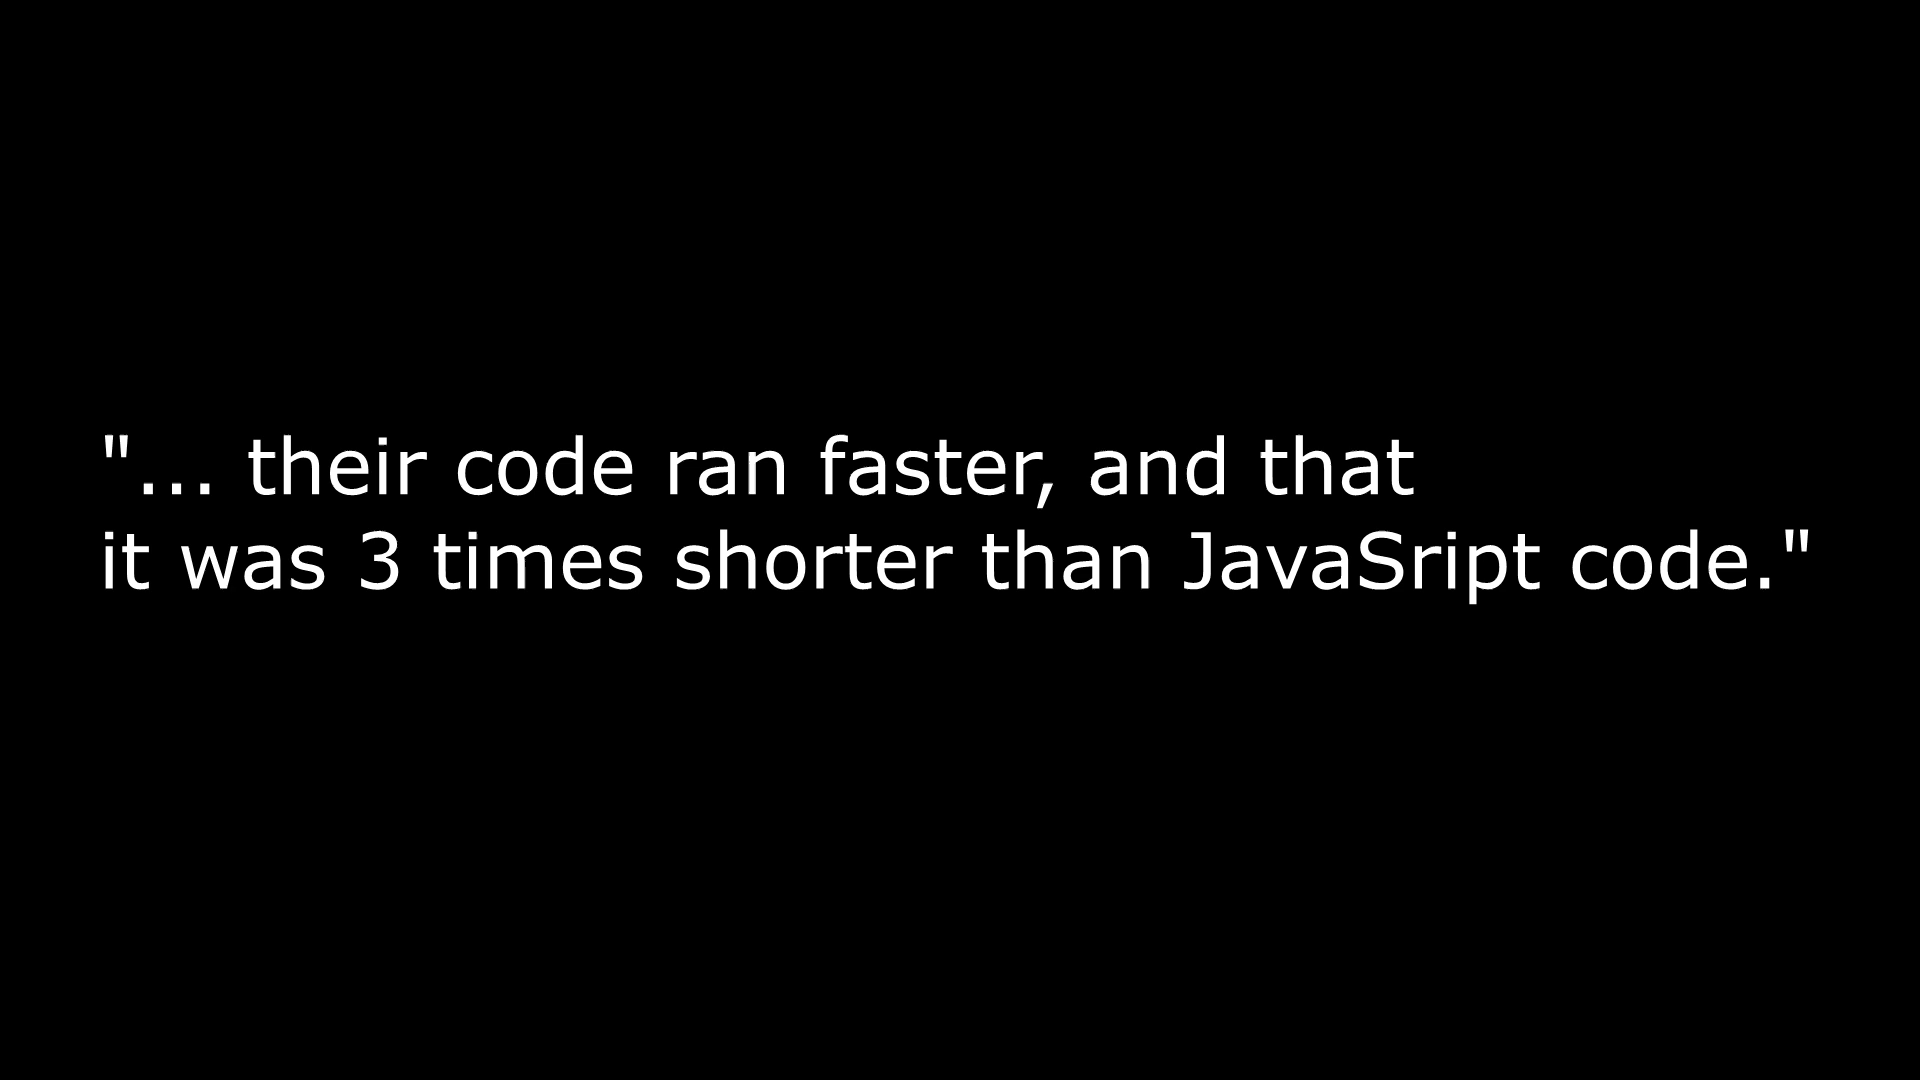 "... their code ran faster, and that
it was 3 times shorter than JavaSript code."